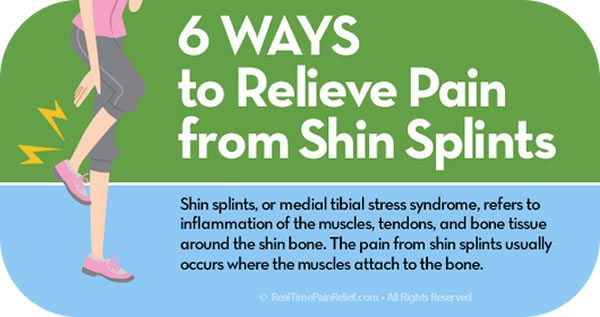 6 WAYS
to Relieve Pain
from Shin Splints
Shin splints, or medial tibial stress syndrome, refers to
inflammation of the muscles, tendons, and bone tissue
around the shin bone. The pain from shin splints usually
occurs where the muscles attach to the bone.
© RealTimePainRelief.com • All Rights Reserved